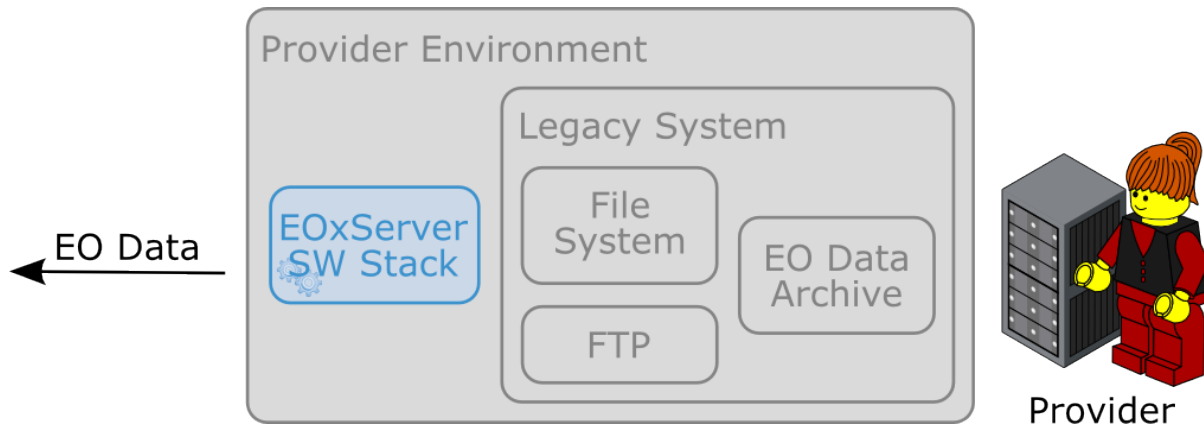 Provider Environment
Legacy System
EOxServer
SW Stack
File
System
EO Data
Archive
FTP
EO Data
Provider